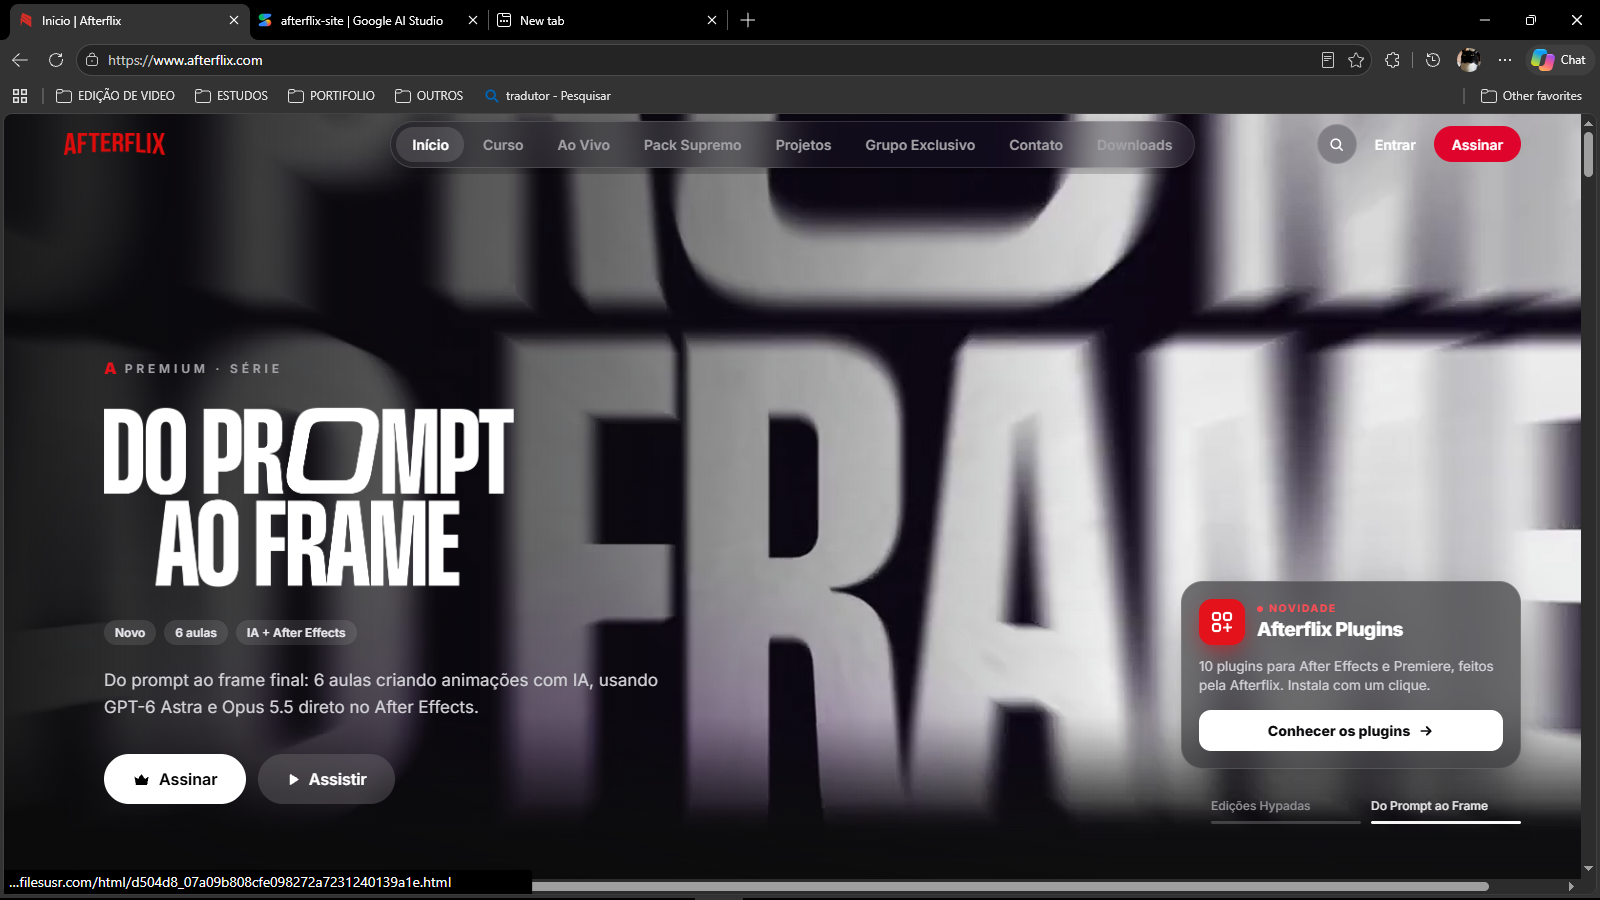 Inicio | Afterflix
afterflix-site | Google AI Studio
New tab
https://www.afterflix.com
Chat
EDIÇÃO DE VIDEO
ESTUDOS
PORTIFOLIO
OUTROS
tradutor - Pesquisar
Other favorites
AFTERFLIX
Início
Curso
Ao Vivo
Pack Supremo
Projetos
Grupo Exclusivo
Contato
Downloads
Entrar
Assinar
A PREMIUM · SÉRIE
DO PROMPT
AO FRAME
FRAME
Novo
6 aulas
IA + After Effects
Do prompt ao frame final: 6 aulas criando animações com IA, usando
GPT-6 Astra e Opus 5.5 direto no After Effects.
Assinar
Assistir
NOVIDADE
Afterflix Plugins
10 plugins para After Effects e Premiere, feitos
pela Afterflix. Instala com um clique.
Conhecer os plugins →
Edições Hypadas
Do Prompt ao Frame
...filesusr.com/html/d504d8_07a09b808cfe098272a7231240139a1e.html